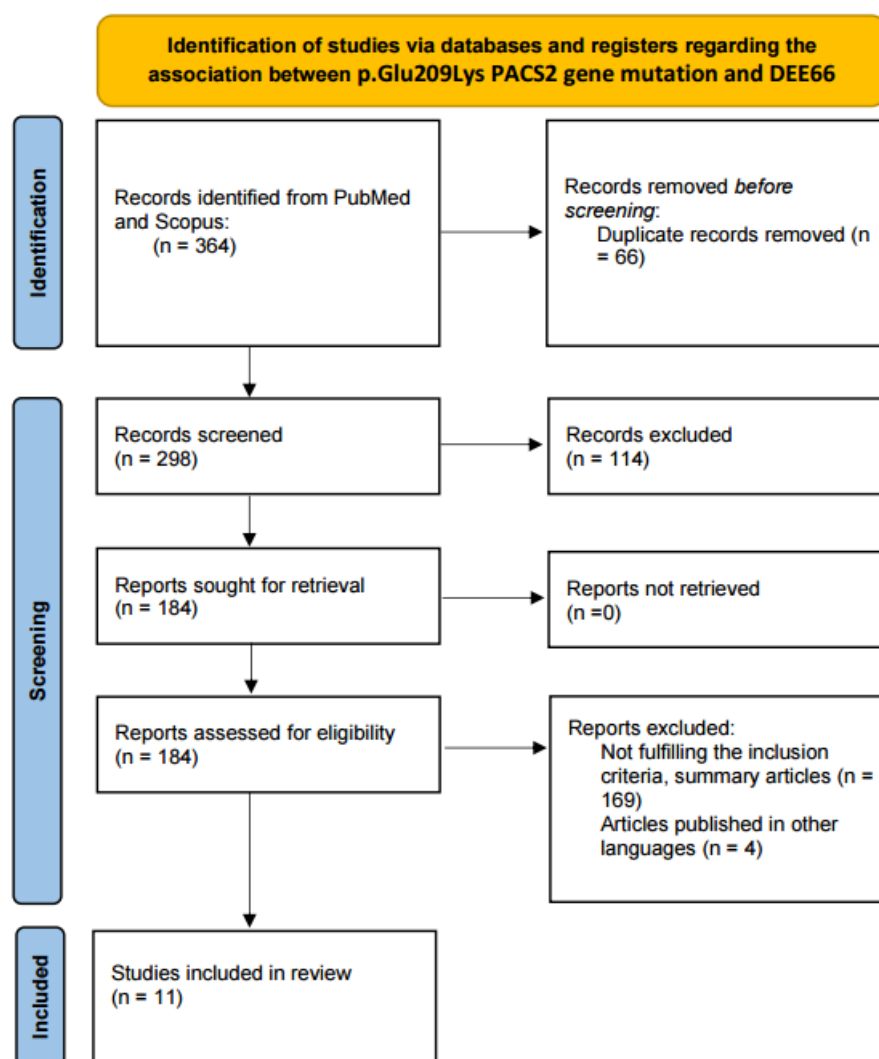 Identification of studies via databases and registers regarding the
association between p.Glu209Lys PACS2 gene mutation and DEE66
Identification
Records identified from PubMed
and Scopus:
(n = 364)
Records removed before
screening:
Duplicate records removed (n
= 66)
Screening
Records screened
(n = 298)
Records excluded
(n = 114)
Reports sought for retrieval
(n = 184)
Reports not retrieved
(n =0)
Reports assessed for eligibility
(n = 184)
Reports excluded:
Not fulfilling the inclusion
criteria, summary articles (n =
169)
Articles published in other
languages (n = 4)
Included
Studies included in review
(n = 11)